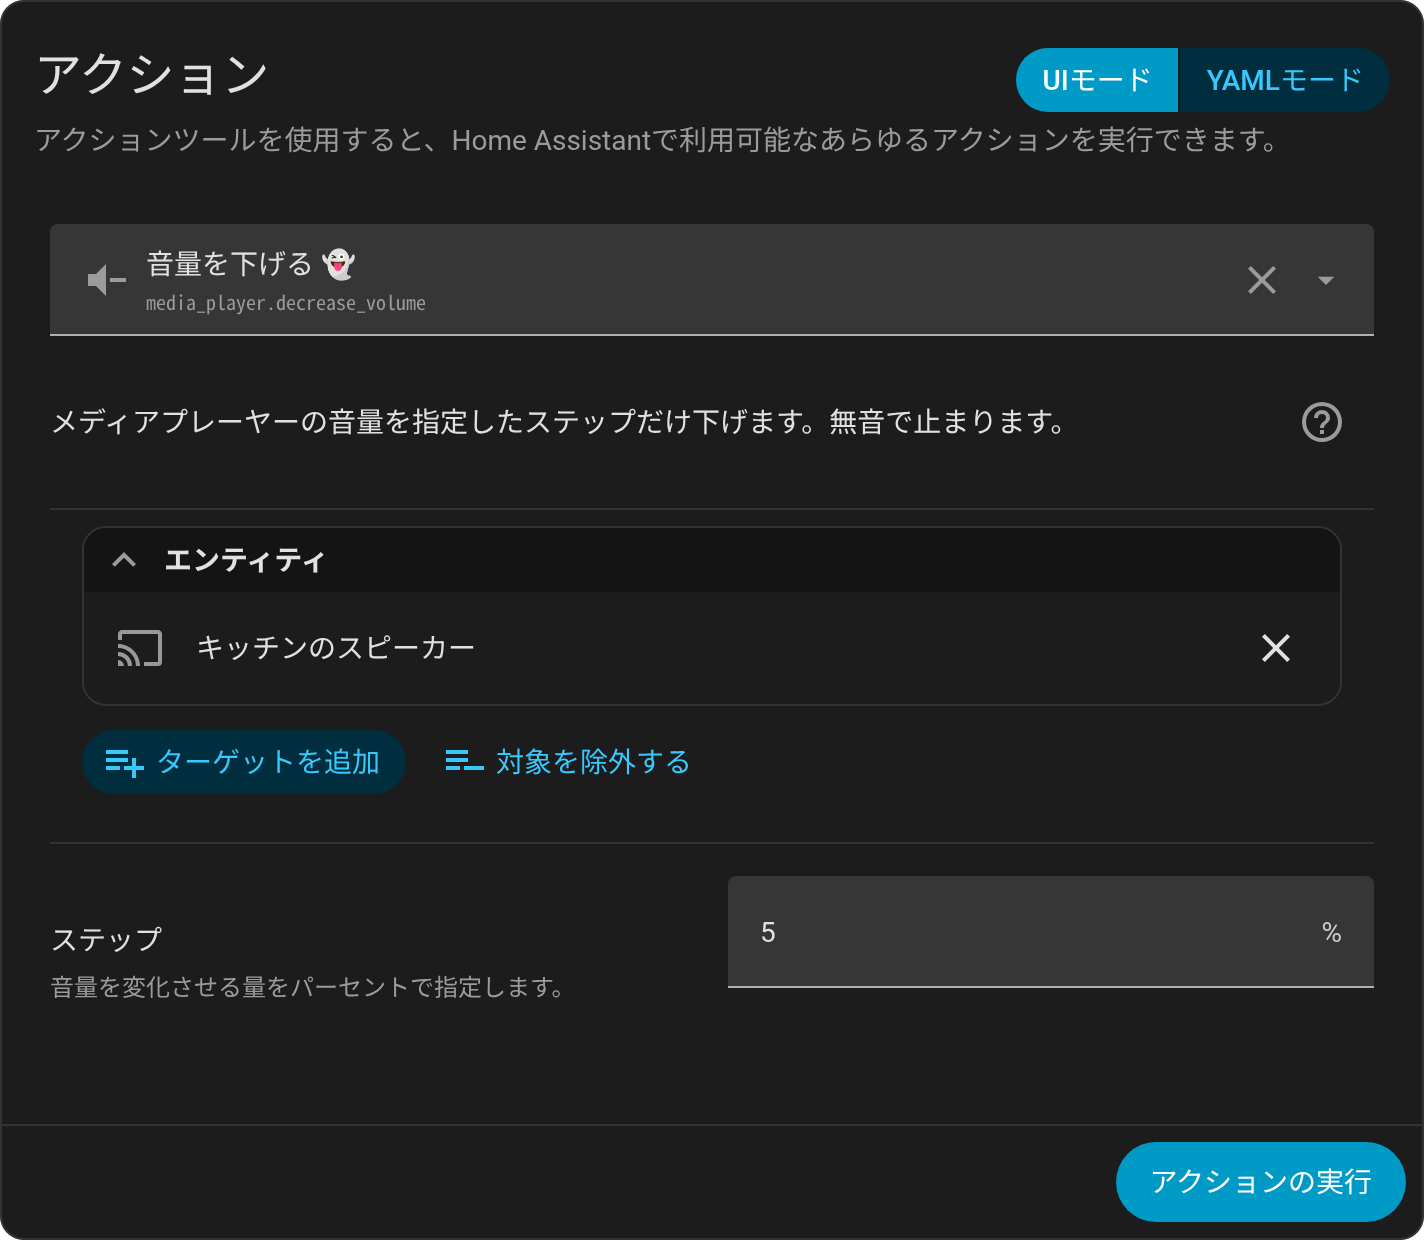 アクション
UIモード
YAMLモード
アクションツールを使用すると、Home Assistantで利用可能なあらゆるアクションを実行できます。
音量を下げる 👻
media_player.decrease_volume
メディアプレーヤーの音量を指定したステップだけ下げます。無音で止まります。
エンティティ
キッチンのスピーカー
ターゲットを追加
対象を除外する
ステップ
音量を変化させる量をパーセントで指定します。
5
%
アクションの実行